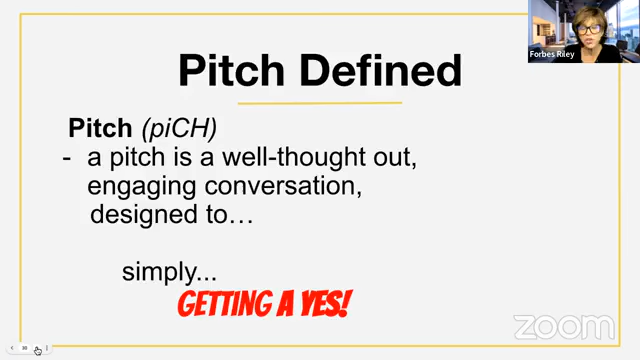 Pitch Defined
Forbes Riley
Pitch (piCH)
- a pitch is a well-thought out,
engaging conversation,
designed to…
simply...
GETTING A YES!
zoom